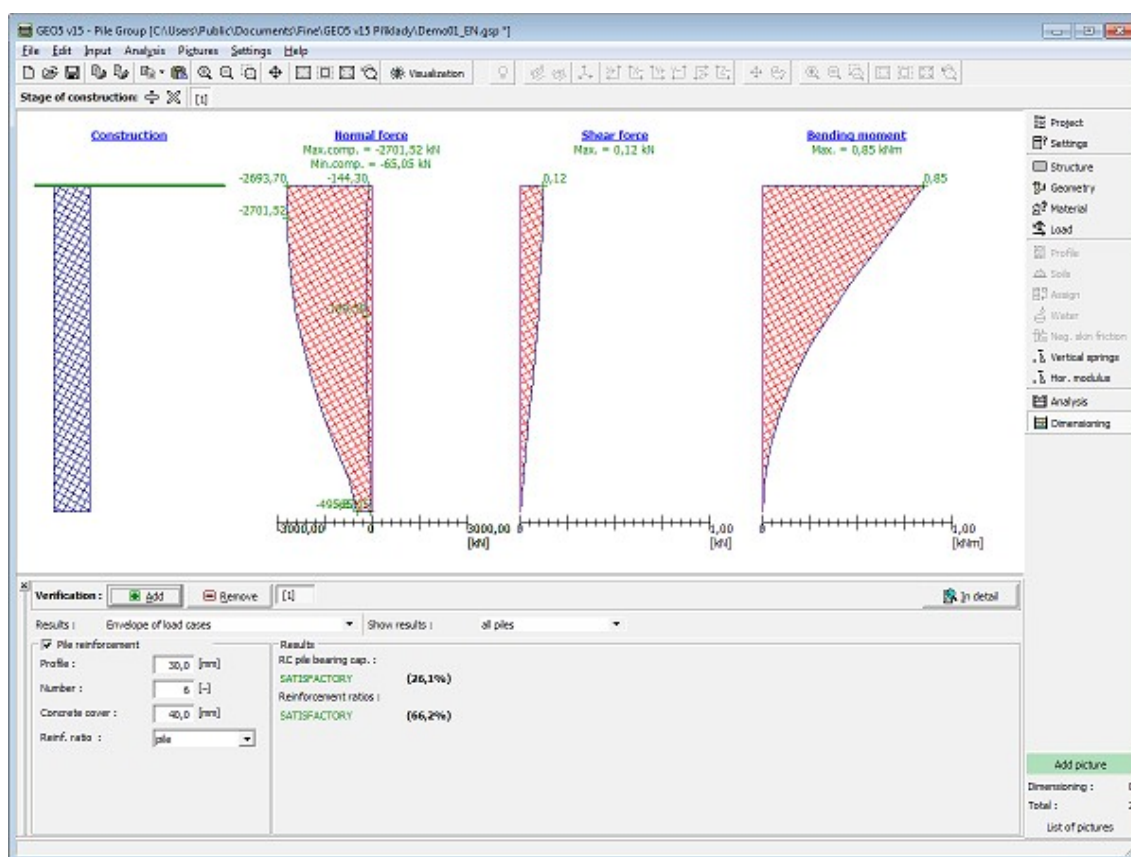 GEO5 v15 - Pile Group [C:\Users\Public\Documents\Fine\GEO5 v15 Příklady\Demo01_EN.gsp *]
File Edit Input Analysis Pictures Settings Help
Visualization
Stage of construction: [1]
Construction Normal force Shear force Bending moment
Max.comp. = -2701,52 kN Max. = 0,12 kN Max. = 0,85 kNm
Min.comp. = -65,05 kN
-2693,70 -144,30 0,12 0,85
-2701,52
-3000,00 0 3000,00 0 1,00 0 1,00
[kN] [kN] [kNm]
Project
Settings
Structure
Geometry
Material
Load
Profile
Soils
Assign
Water
Neg. skin friction
Vertical springs
Hor. modulus
Analysis
Dimensioning
Verification : Add Remove [1] In detail
Results : Envelope of load cases Show results : all piles
Pile reinforcement
Profile : 30,0 [mm]
Number : 6 [-]
Concrete cover : 40,0 [mm]
Reinf. ratio : pile
Results
RC pile bearing cap. :
SATISFACTORY (26,1%)
Reinforcement ratios :
SATISFACTORY (66,2%)
Add picture
Dimensioning :
Total :
List of pictures